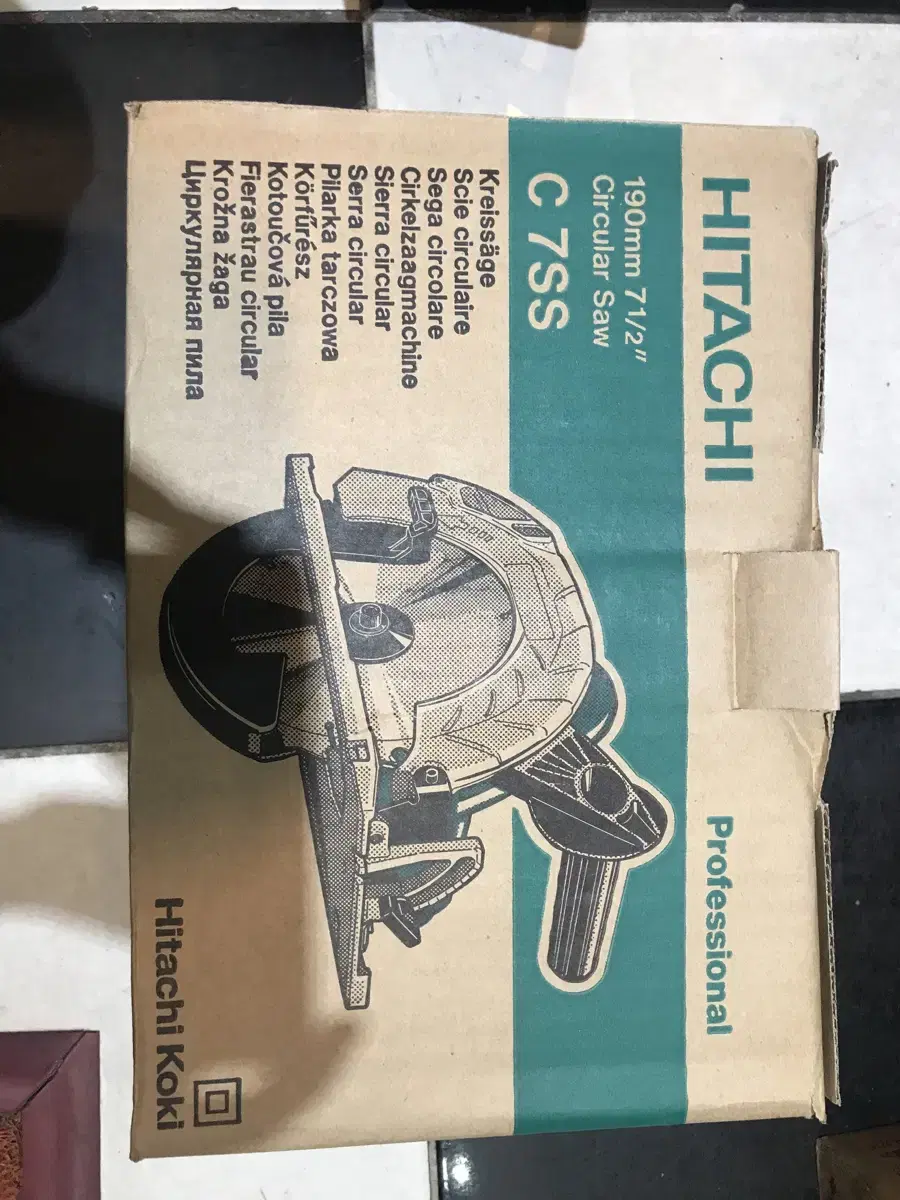 HITACHI
Professional
190mm 7 1/2"
Circular Saw
C 7SS
Kreissäge
Scie circulaire
Sega circolare
Cirkelzaagmachine
Sierra circular
Serra circular
Pilarka tarczowa
Körfűrész
Kotoučová pila
Fierastrau circular
Krožna žaga
Циркулярная пила
Hitachi Koki